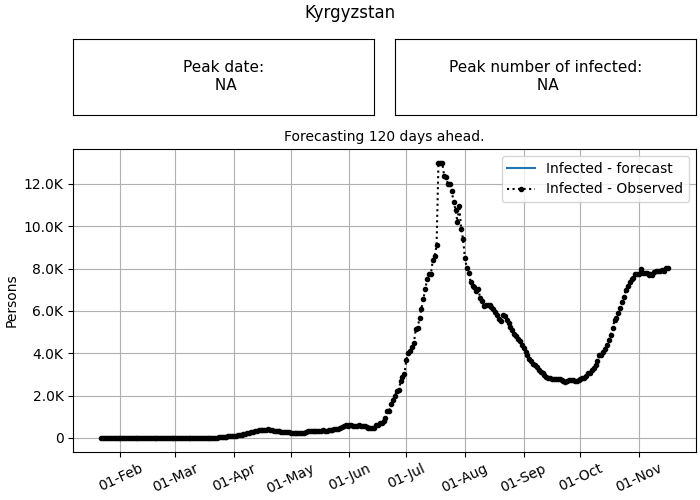 Kyrgyzstan
Peak date:
NA
Peak number of infected:
NA
Forecasting 120 days ahead.
Infected - forecast
Infected - Observed
Persons
12.0K
10.0K
8.0K
6.0K
4.0K
2.0K
0
01-Feb
01-Mar
01-Apr
01-May
01-Jun
01-Jul
01-Aug
01-Sep
01-Oct
01-Nov